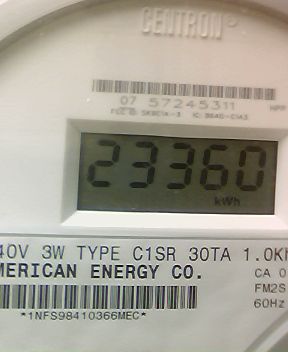 CENTRON®
07 57245311
23360
kWh
40V 3W TYPE C1SR 30TA 1.0Kh
MERICAN ENERGY CO.
CA 0
FM2S
60Hz
*1NFS98410366MEC*